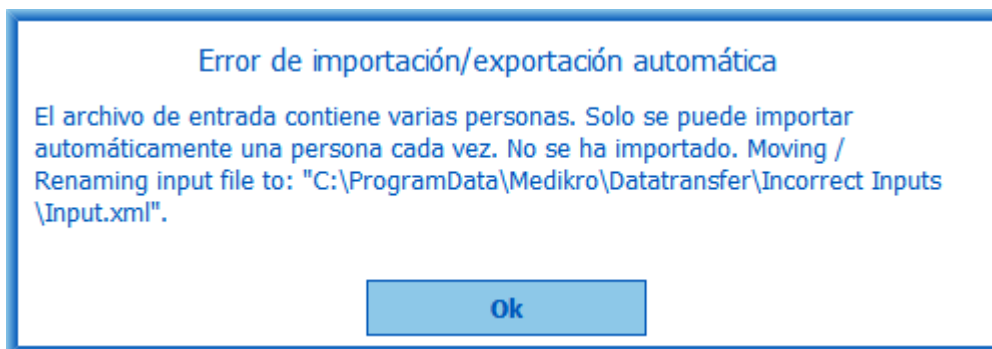 Error de importación/exportación automática
El archivo de entrada contiene varias personas. Solo se puede importar
automáticamente una persona cada vez. No se ha importado. Moving /
Renaming input file to: "C:\ProgramData\Medikro\Datatransfer\Incorrect Inputs
\Input.xml".
Ok